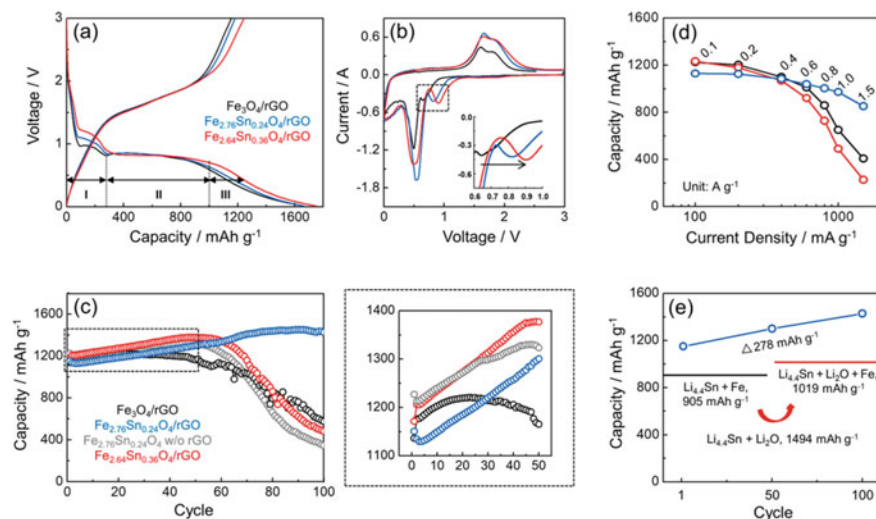 (a)
Voltage / V
3
2
1
0
Fe3O4/rGO
Fe2.76Sn0.24O4/rGO
Fe2.64Sn0.36O4/rGO
I
II
III
0
400
800
1200
1600
Capacity / mAh g-1
(b)
Current / A
0.6
0.0
-0.6
-1.2
-1.8
0.0
-0.3
-0.6
0.6 0.7 0.8 0.9 1.0
0
1
2
3
Voltage / V
(d)
Capacity / mAh g-1
1600
1200
800
400
0
0.1
0.2
0.4
0.6
0.8
1.0
1.5
Unit: A g-1
100
1000
Current Density / mA g-1
(c)
Capacity / mAh g-1
1600
1200
800
400
0
Fe3O4/rGO
Fe2.76Sn0.24O4/rGO
Fe2.76Sn0.24O4 w/o rGO
Fe2.64Sn0.36O4/rGO
0
20
40
60
80
100
Cycle
1400
1300
1200
1100
0
10
20
30
40
50
(e)
Capacity / mAh g-1
1600
1200
800
400
0
△278 mAh g-1
Li4.4Sn + Fe,
905 mAh g-1
Li4.4Sn + Li2O + Fe,
1019 mAh g-1
Li4.4Sn + Li2O, 1494 mAh g-1
1
50
100
Cycle